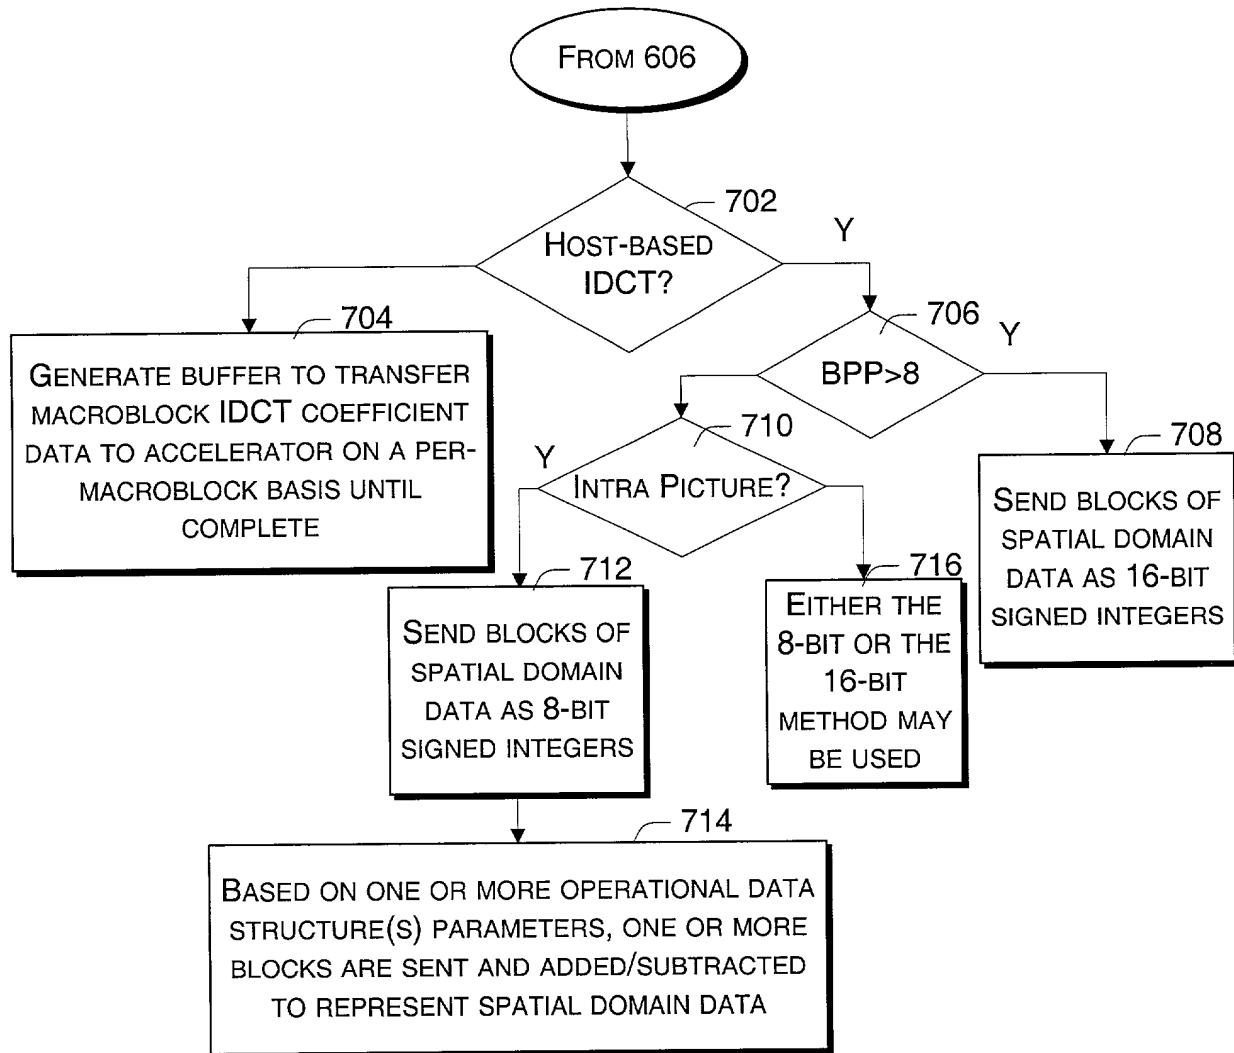 FROM 606
702
Y
HOST-BASED
IDCT?
704
GENERATE BUFFER TO TRANSFER
MACROBLOCK IDCT COEFFICIENT
DATA TO ACCELERATOR ON A PER-
MACROBLOCK BASIS UNTIL
COMPLETE
706
Y
BPP>8
710
Y
INTRA PICTURE?
708
SEND BLOCKS OF
SPATIAL DOMAIN
DATA AS 16-BIT
SIGNED INTEGERS
712
SEND BLOCKS OF
SPATIAL DOMAIN
DATA AS 8-BIT
SIGNED INTEGERS
716
EITHER THE
8-BIT OR THE
16-BIT
METHOD MAY
BE USED
714
BASED ON ONE OR MORE OPERATIONAL DATA
STRUCTURE(S) PARAMETERS, ONE OR MORE
BLOCKS ARE SENT AND ADDED/SUBTRACTED
TO REPRESENT SPATIAL DOMAIN DATA